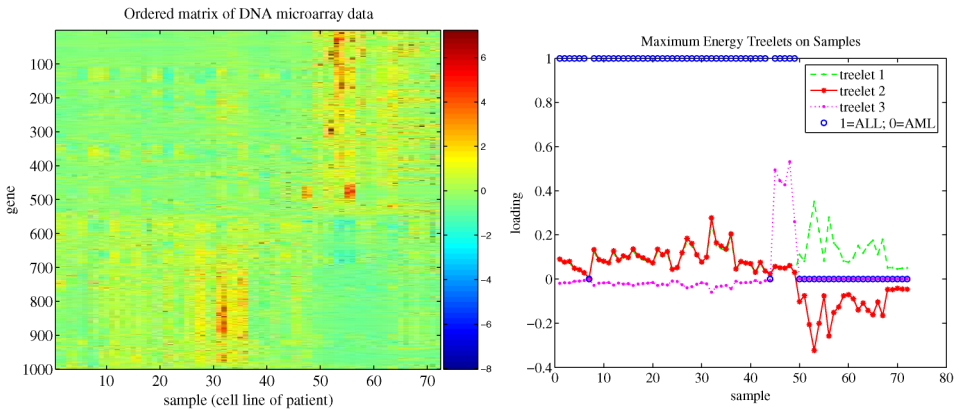 Ordered matrix of DNA microarray data
gene
100
200
300
400
500
600
700
800
900
1000
10 20 30 40 50 60 70
sample (cell line of patient)
6
4
2
0
−2
−4
−6
−8
Maximum Energy Treelets on Samples
loading
1
0.8
0.6
0.4
0.2
0
−0.2
−0.4
0 10 20 30 40 50 60 70 80
sample
treelet 1
treelet 2
treelet 3
1=ALL; 0=AML